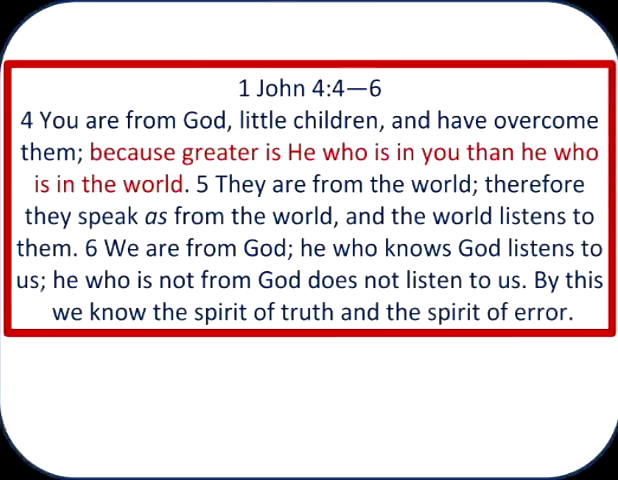 1 John 4:4—6
4 You are from God, little children, and have overcome
them; because greater is He who is in you than he who
is in the world. 5 They are from the world; therefore
they speak as from the world, and the world listens to
them. 6 We are from God; he who knows God listens to
us; he who is not from God does not listen to us. By this
we know the spirit of truth and the spirit of error.